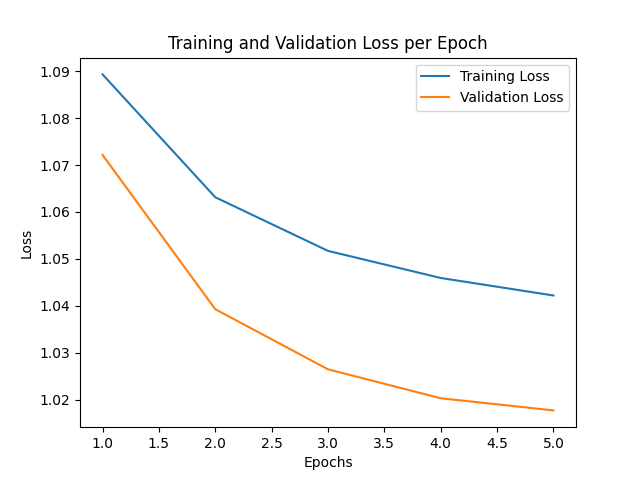 Training and Validation Loss per Epoch
Training Loss
Validation Loss
1.09
1.08
1.07
1.06
1.05
1.04
1.03
1.02
Loss
1.0 1.5 2.0 2.5 3.0 3.5 4.0 4.5 5.0
Epochs